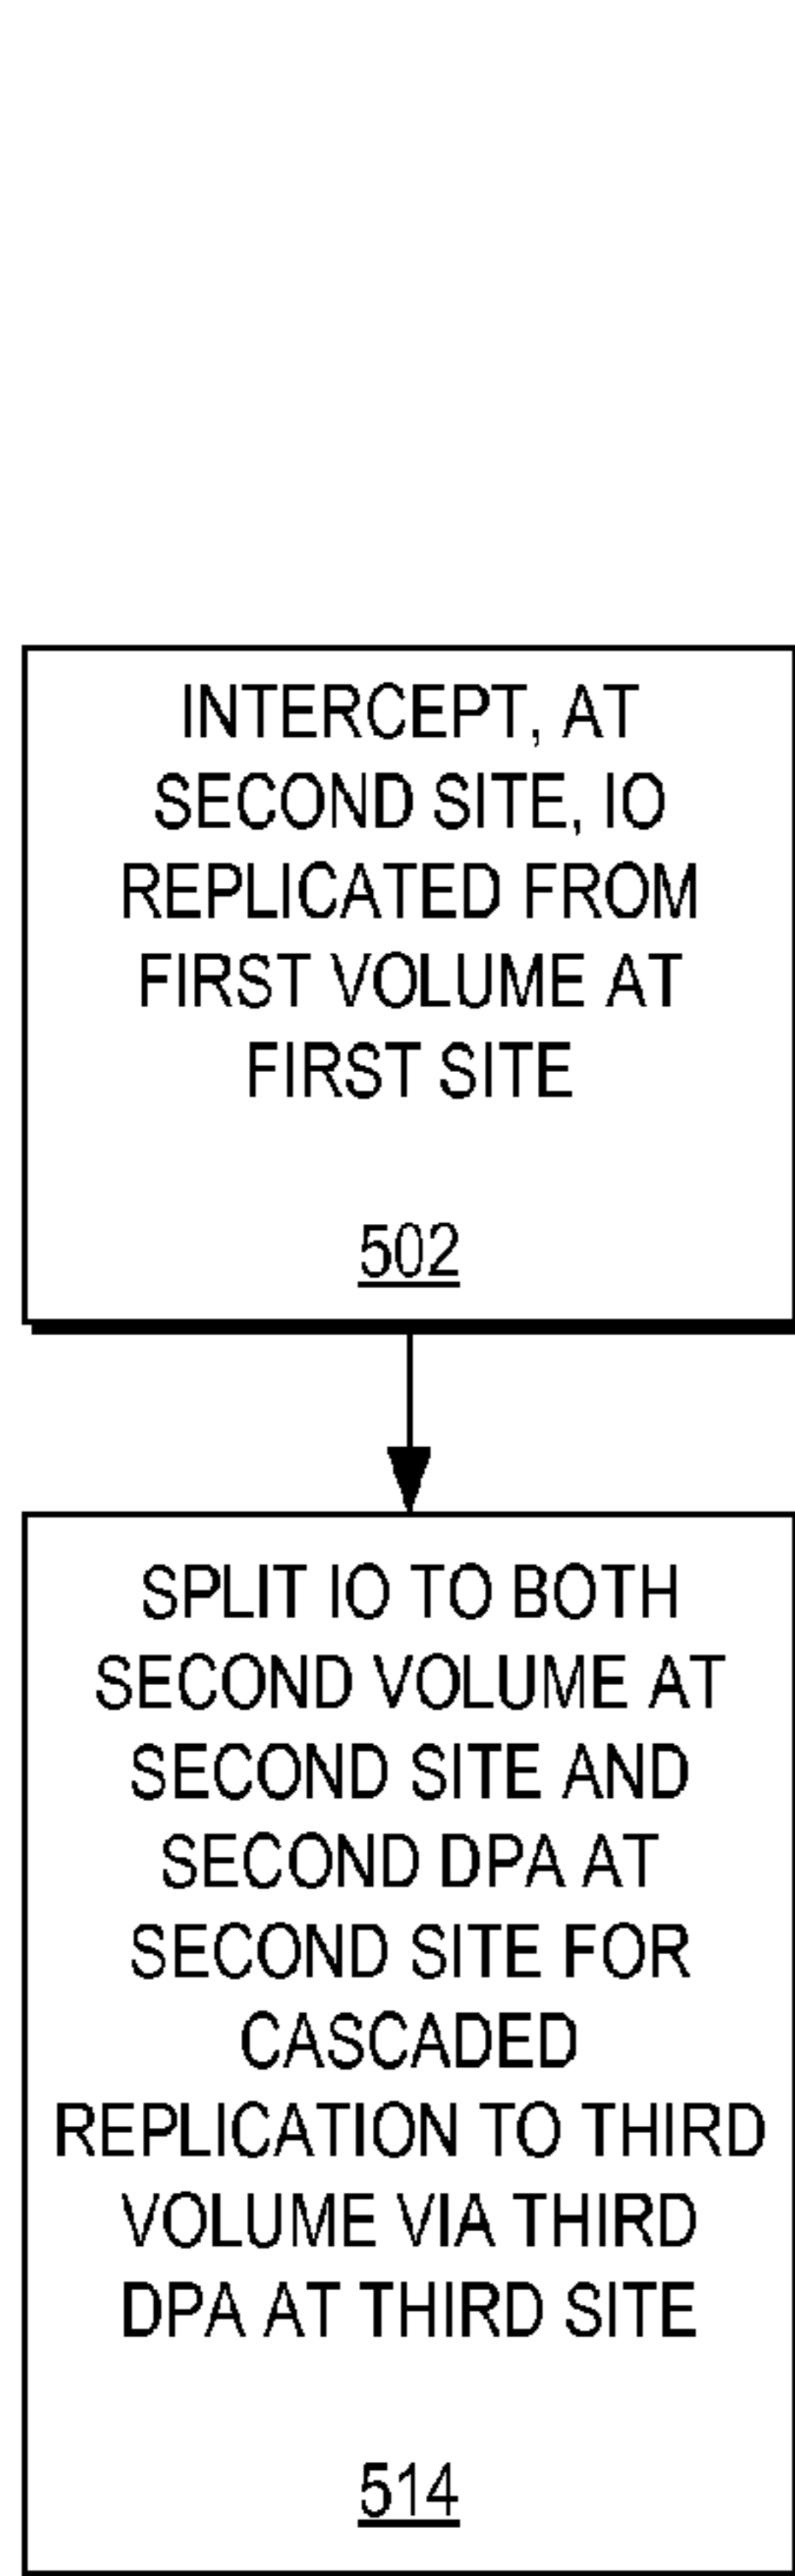 INTERCEPT, AT
SECOND SITE, IO
REPLICATED FROM
FIRST VOLUME AT
FIRST SITE
502
SPLIT IO TO BOTH
SECOND VOLUME AT
SECOND SITE AND
SECOND DPA AT
SECOND SITE FOR
CASCADED
REPLICATION TO THIRD
VOLUME VIA THIRD
DPA AT THIRD SITE
514